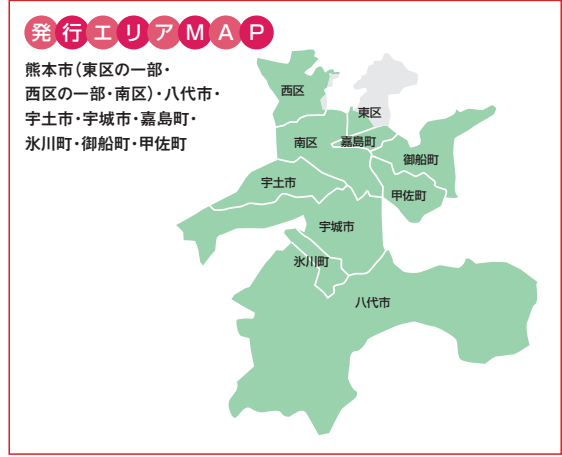 発行エリアMAP
熊本市(東区の一部・
西区の一部・南区)・八代市・
宇土市・宇城市・嘉島町・
氷川町・御船町・甲佐町
西区
東区
南区
嘉島町
御船町
宇土市
甲佐町
宇城市
氷川町
八代市